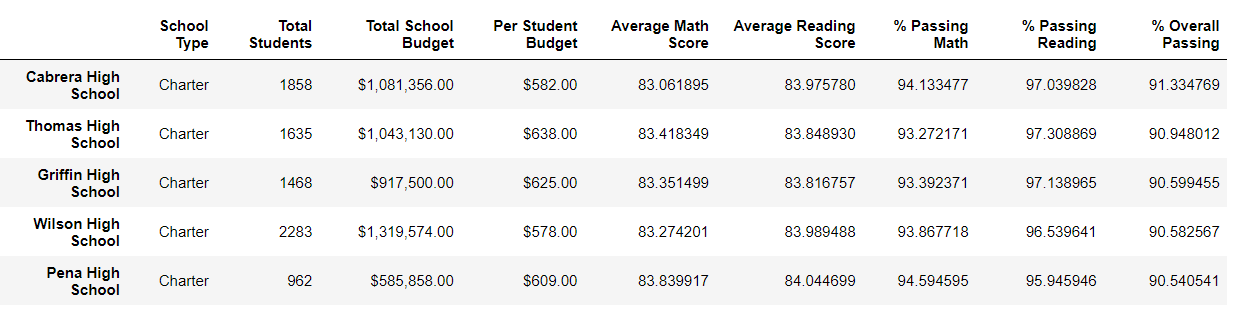 School Type Total Students Total School Budget Per Student Budget Average Math Score Average Reading Score % Passing Math % Passing Reading % Overall Passing
Cabrera High School Charter 1858 $1,081,356.00 $582.00 83.061895 83.975780 94.133477 97.039828 91.334769
Thomas High School Charter 1635 $1,043,130.00 $638.00 83.418349 83.848930 93.272171 97.308869 90.948012
Griffin High School Charter 1468 $917,500.00 $625.00 83.351499 83.816757 93.392371 97.138965 90.599455
Wilson High School Charter 2283 $1,319,574.00 $578.00 83.274201 83.989488 93.867718 96.539641 90.582567
Pena High School Charter 962 $585,858.00 $609.00 83.839917 84.044699 94.594595 95.945946 90.540541